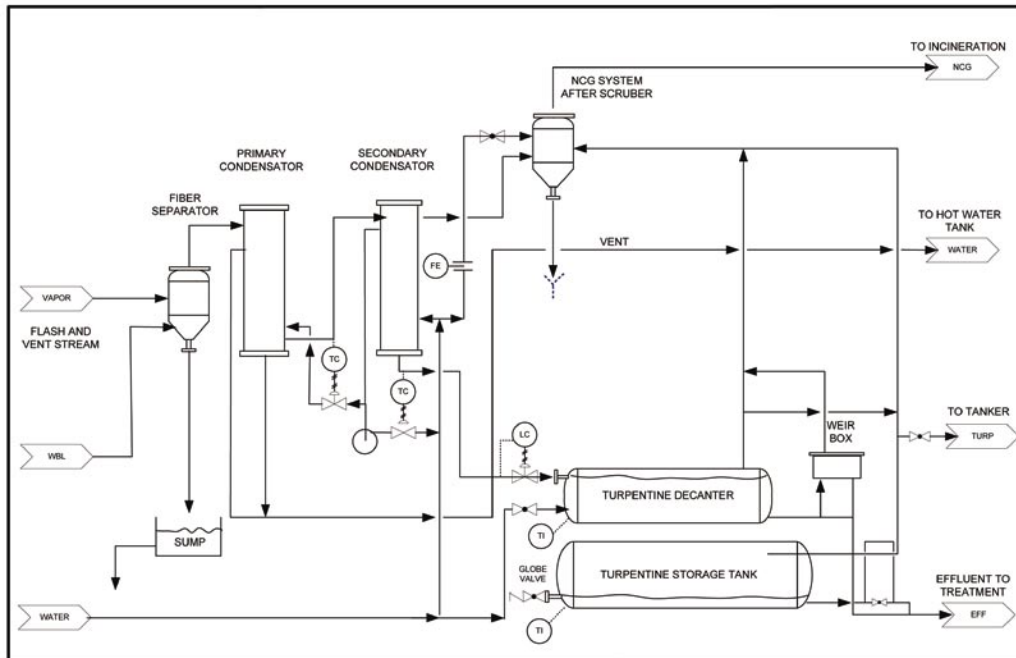 TO INCINERATION
NCG
NCG SYSTEM
AFTER SCRUBER
PRIMARY
CONDENSATOR
SECONDARY
CONDENSATOR
FIBER
SEPARATOR
TO HOT WATER
TANK
WATER
VENT
FE
VAPOR
FLASH AND
VENT STREAM
TC
TC
TO TANKER
TURP
WEIR
BOX
LC
WBL
TURPENTINE DECANTER
TI
SUMP
GLOBE
VALVE
TURPENTINE STORAGE TANK
EFFLUENT TO
TREATMENT
EFF
WATER
TI